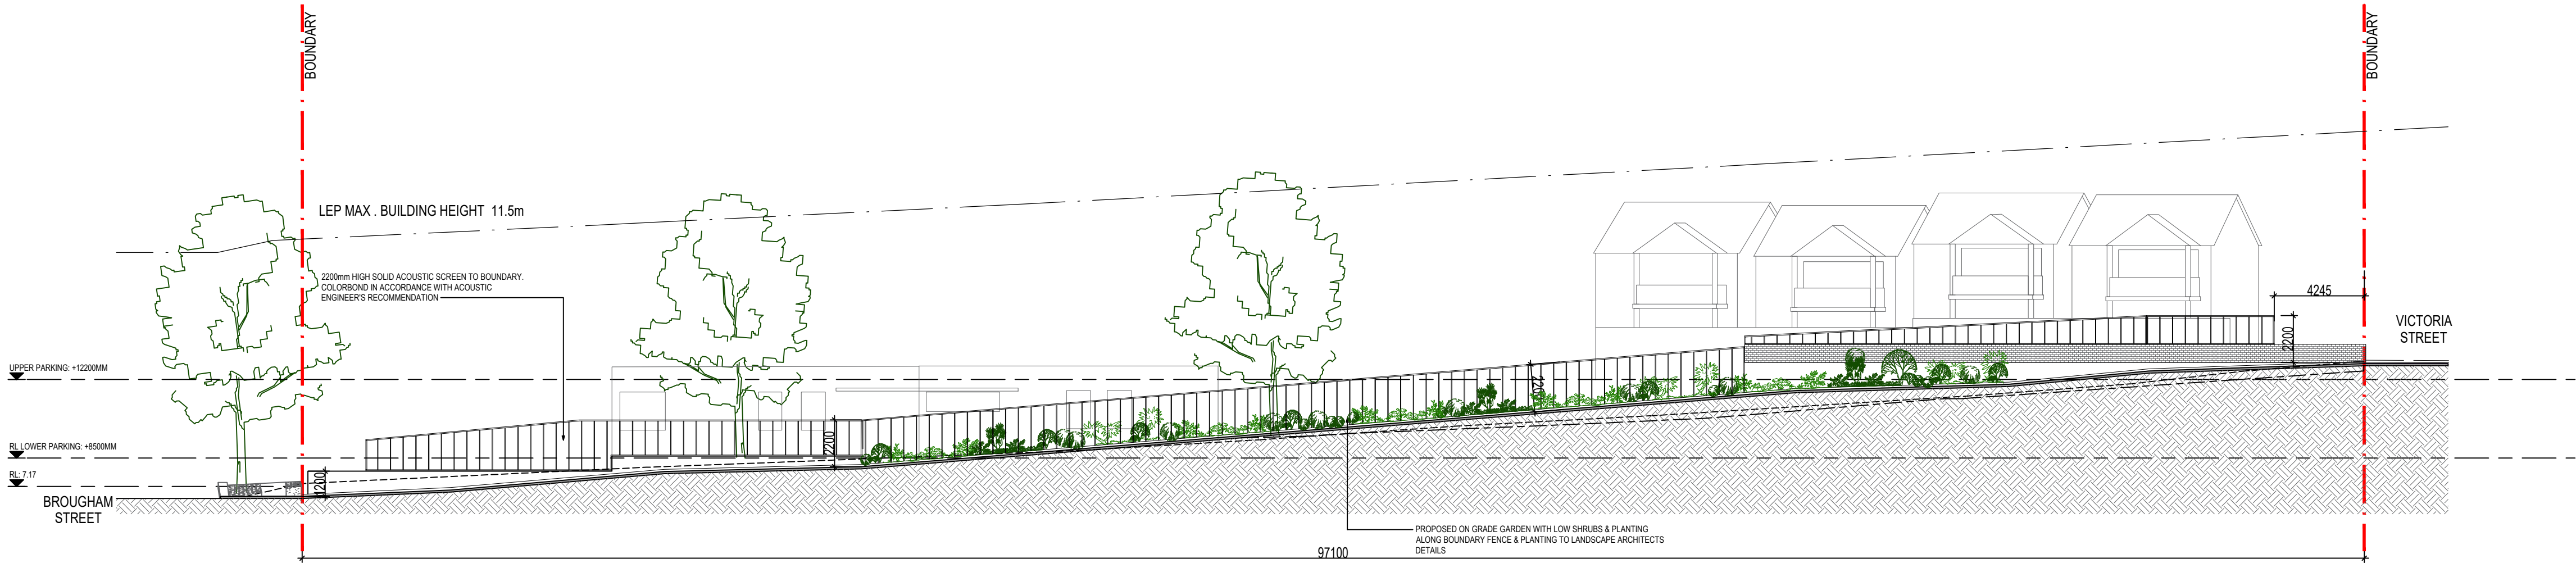 BOUNDARY
BOUNDARY
LEP MAX . BUILDING HEIGHT 11.5m
2200mm HIGH SOLID ACOUSTIC SCREEN TO BOUNDARY.
COLORBOND IN ACCORDANCE WITH ACOUSTIC
ENGINEER'S RECOMMENDATION
4245
2200
VICTORIA
STREET
UPPER PARKING: +12200MM
2200
2200
RL LOWER PARKING: +8500MM
RL: 7.17
1200
BROUGHAM
STREET
PROPOSED ON GRADE GARDEN WITH LOW SHRUBS & PLANTING
ALONG BOUNDARY FENCE & PLANTING TO LANDSCAPE ARCHITECTS
DETAILS
97100